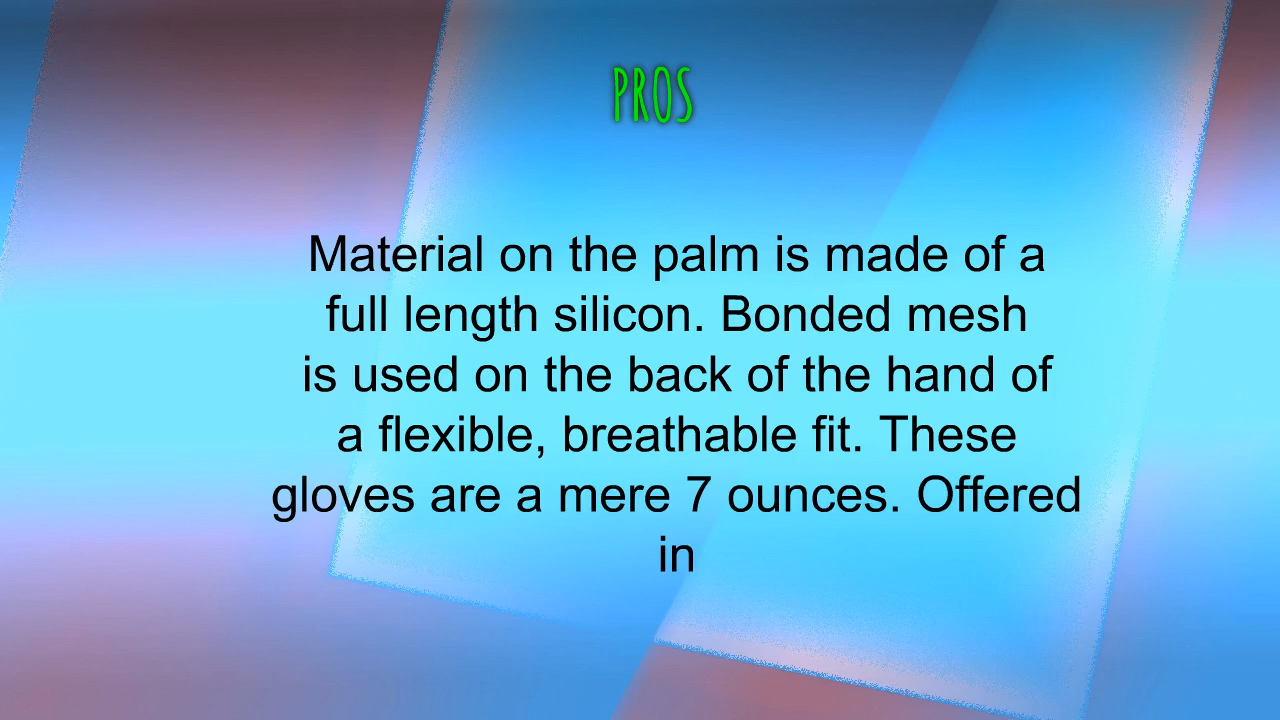 PROS
Material on the palm is made of a
full length silicon. Bonded mesh
is used on the back of the hand of
a flexible, breathable fit. These
gloves are a mere 7 ounces. Offered
in